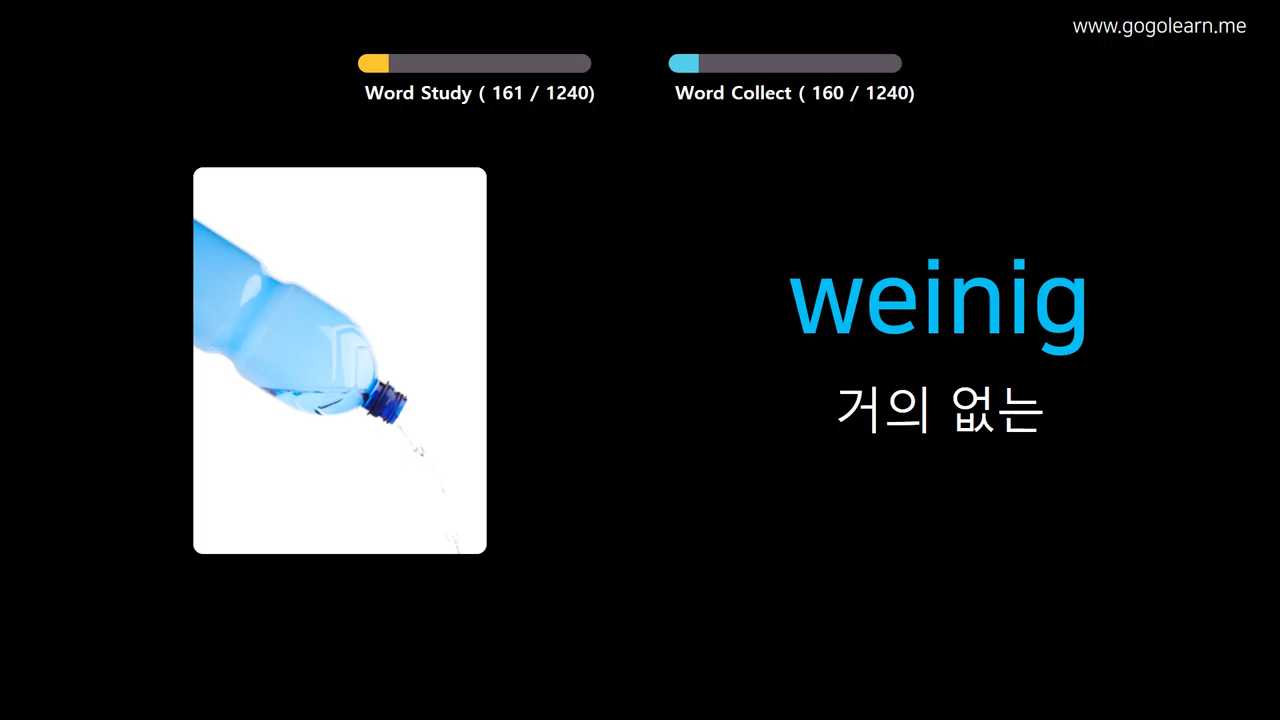 www.gogolearn.me
Word Study ( 161 / 1240)
Word Collect ( 160 / 1240)
weinig
거의 없는